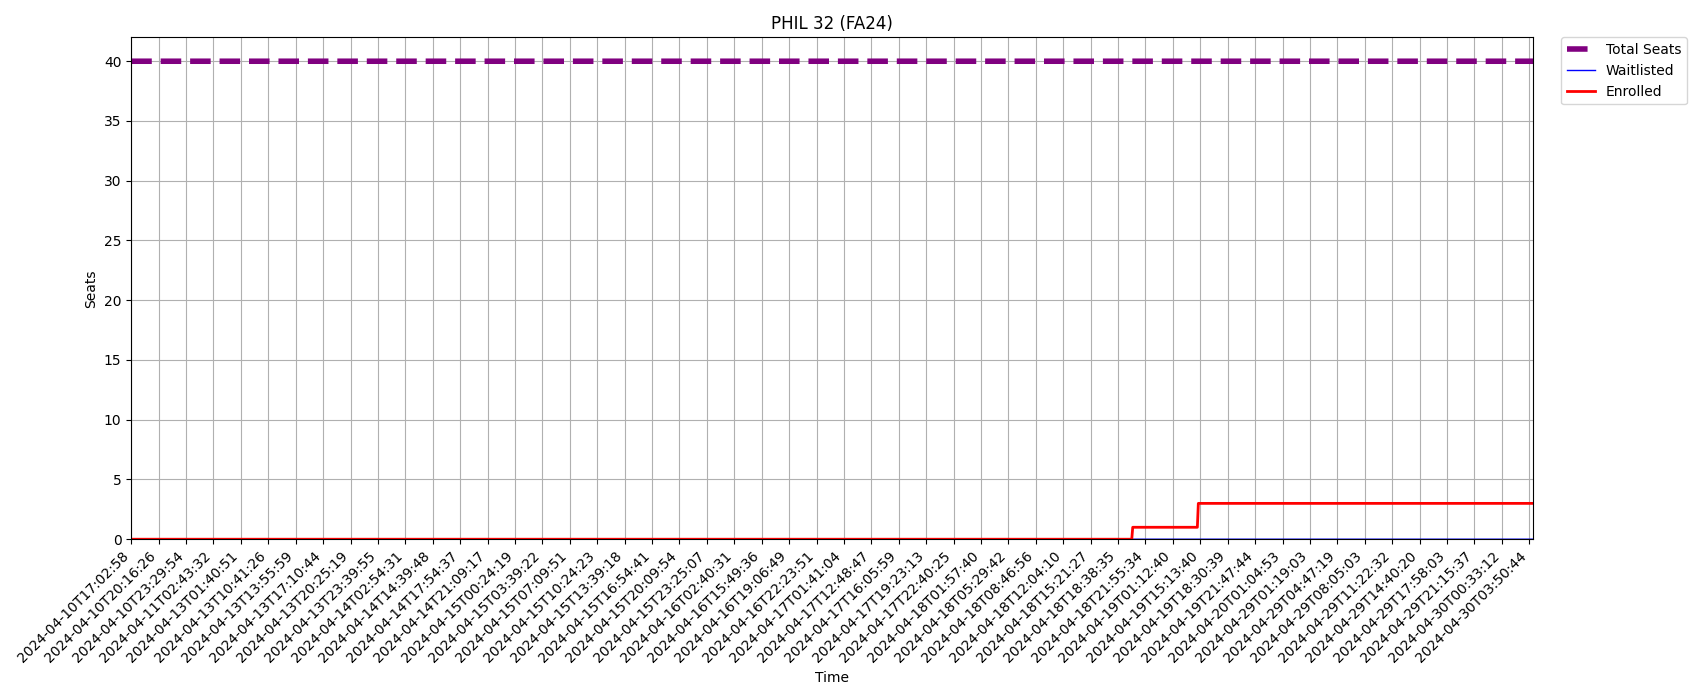 PHIL 32 (FA24)
Total Seats
Waitlisted
Enrolled
40
35
30
25
20
15
10
5
0
Seats
2024-04-10T17:02:58
2024-04-10T20:16:26
2024-04-10T23:29:54
2024-04-11T02:43:32
2024-04-13T01:40:51
2024-04-13T10:41:26
2024-04-13T13:55:59
2024-04-13T17:10:44
2024-04-13T20:25:19
2024-04-13T23:39:55
2024-04-14T02:54:31
2024-04-14T14:39:48
2024-04-14T17:54:37
2024-04-14T21:09:17
2024-04-15T00:24:19
2024-04-15T03:39:22
2024-04-15T07:09:51
2024-04-15T10:24:23
2024-04-15T13:39:18
2024-04-15T16:54:41
2024-04-15T20:09:54
2024-04-15T23:25:07
2024-04-16T02:40:31
2024-04-16T15:49:36
2024-04-16T19:06:49
2024-04-16T22:23:51
2024-04-17T01:41:04
2024-04-17T12:48:47
2024-04-17T16:05:59
2024-04-17T19:23:13
2024-04-17T22:40:25
2024-04-18T01:57:40
2024-04-18T05:29:42
2024-04-18T08:46:56
2024-04-18T12:04:10
2024-04-18T15:21:27
2024-04-18T18:38:35
2024-04-18T21:55:34
2024-04-19T01:12:40
2024-04-19T15:13:40
2024-04-19T18:30:39
2024-04-19T21:47:44
2024-04-20T01:04:53
2024-04-29T01:19:03
2024-04-29T04:47:19
2024-04-29T08:05:03
2024-04-29T11:22:32
2024-04-29T14:40:20
2024-04-29T17:58:03
2024-04-29T21:15:37
2024-04-30T00:33:12
2024-04-30T03:50:44
Time